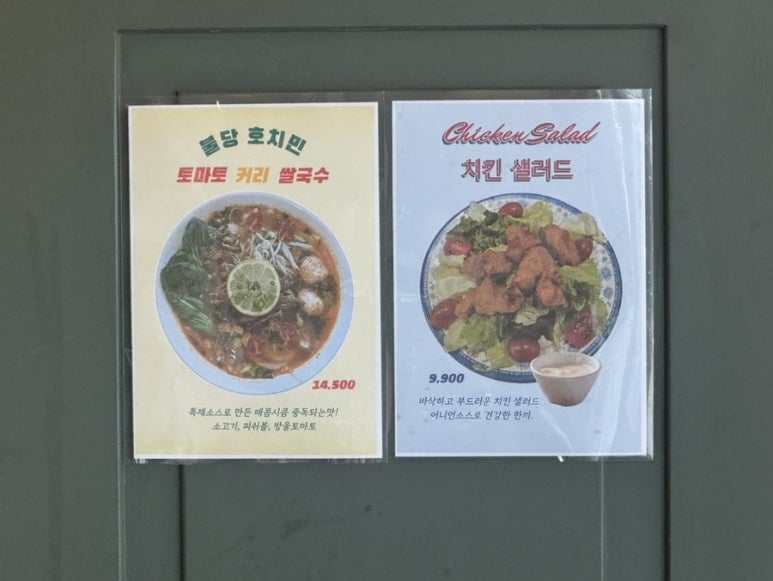 불당 호치민
토마토 커리 쌀국수
14,500
특재소스로 만든 매콤시큼 중독되는맛!
소고기, 피쉬볼, 방울토마토
Chicken Salad
치킨 샐러드
9,900
바삭하고 부드러운 치킨 샐러드
어니언소스로 건강한 한끼.